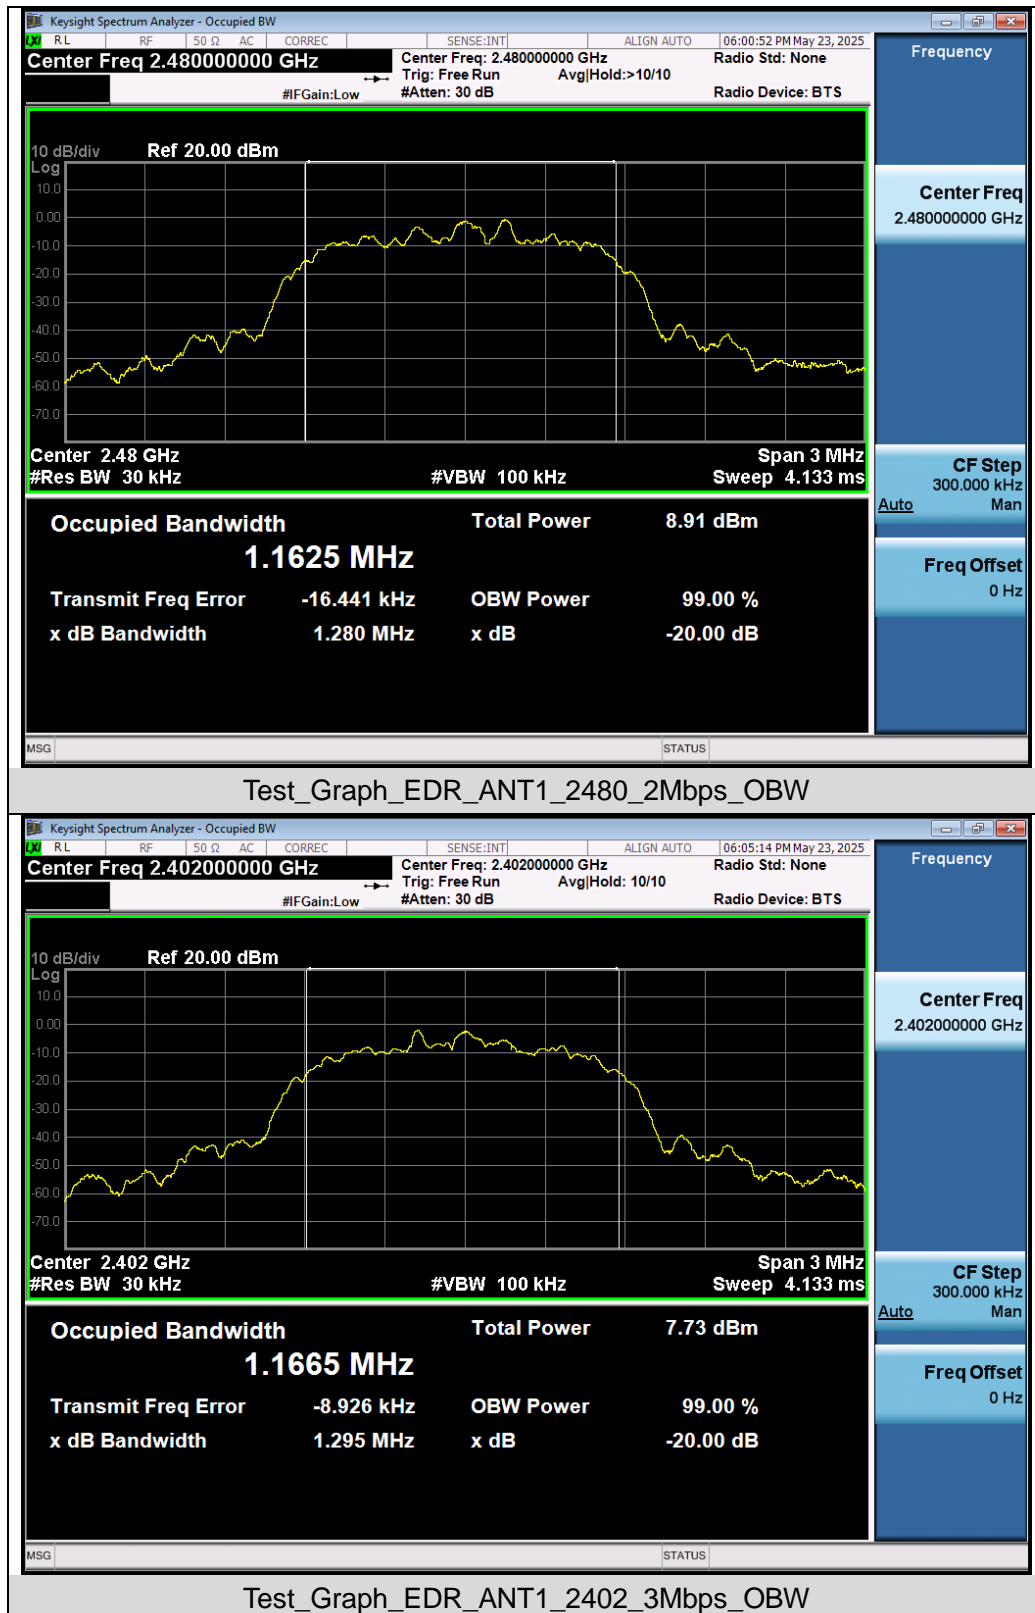 Keysight Spectrum Analyzer - Occupied BW
LXI RL RF 50 Ω AC CORREC SENSE:INT ALIGN AUTO 06:00:52 PM May 23, 2025
Center Freq 2.480000000 GHz
Center Freq: 2.480000000 GHz Radio Std: None
Trig: Free Run Avg|Hold:>10/10
#IFGain:Low #Atten: 30 dB Radio Device: BTS
Frequency
10 dB/div Ref 20.00 dBm
Log
10.0
0.00
-10.0
-20.0
-30.0
-40.0
-50.0
-60.0
-70.0
Center 2.48 GHz Span 3 MHz
#Res BW 30 kHz #VBW 100 kHz Sweep 4.133 ms
Center Freq
2.480000000 GHz
CF Step
300.000 kHz
Auto Man
Freq Offset
0 Hz
Occupied Bandwidth Total Power 8.91 dBm
1.1625 MHz
Transmit Freq Error -16.441 kHz OBW Power 99.00 %
x dB Bandwidth 1.280 MHz x dB -20.00 dB
MSG STATUS
Test_Graph_EDR_ANT1_2480_2Mbps_OBW
Keysight Spectrum Analyzer - Occupied BW
LXI RL RF 50 Ω AC CORREC SENSE:INT ALIGN AUTO 06:05:14 PM May 23, 2025
Center Freq 2.402000000 GHz
Center Freq: 2.402000000 GHz Radio Std: None
Trig: Free Run Avg|Hold: 10/10
#IFGain:Low #Atten: 30 dB Radio Device: BTS
Frequency
10 dB/div Ref 20.00 dBm
Log
10.0
0.00
-10.0
-20.0
-30.0
-40.0
-50.0
-60.0
-70.0
Center 2.402 GHz Span 3 MHz
#Res BW 30 kHz #VBW 100 kHz Sweep 4.133 ms
Center Freq
2.402000000 GHz
CF Step
300.000 kHz
Auto Man
Freq Offset
0 Hz
Occupied Bandwidth Total Power 7.73 dBm
1.1665 MHz
Transmit Freq Error -8.926 kHz OBW Power 99.00 %
x dB Bandwidth 1.295 MHz x dB -20.00 dB
MSG STATUS
Test_Graph_EDR_ANT1_2402_3Mbps_OBW